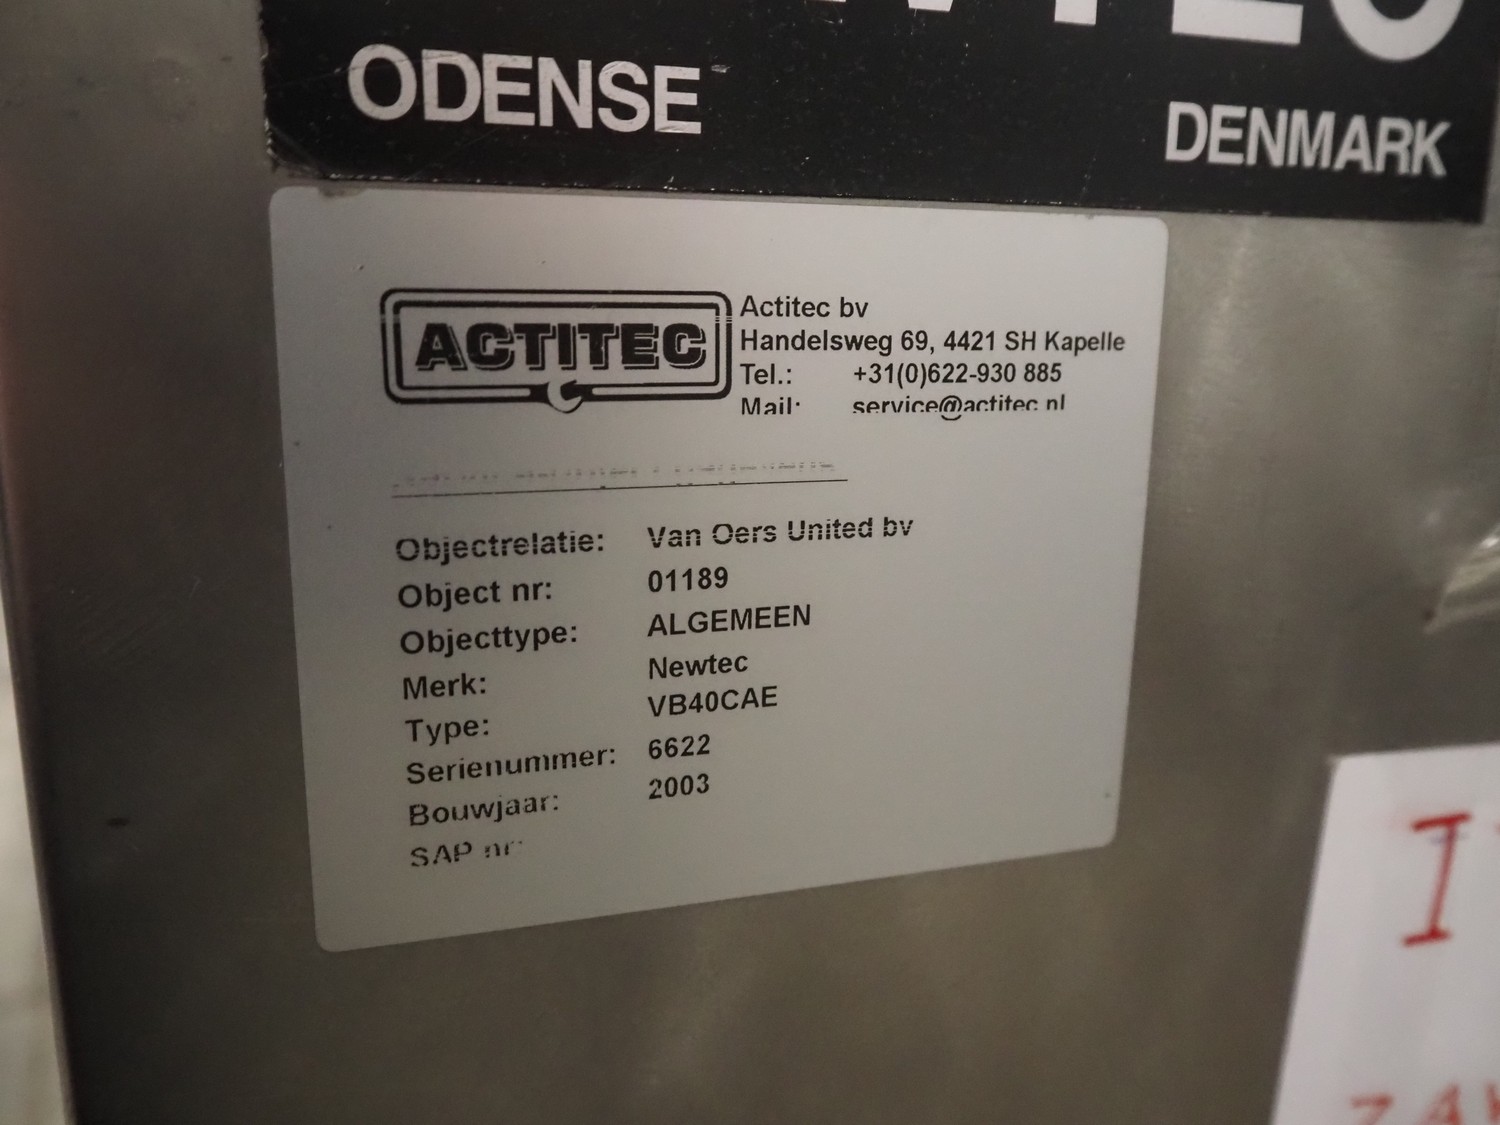 ODENSE DENMARK
ACTITEC
Actitec bv
Handelsweg 69, 4421 SH Kapelle
Tel.: +31(0)622-930 885
Mail: service@actitec.nl
Objectrelatie: Van Oers United bv
Object nr: 01189
Objecttype: ALGEMEEN
Merk: Newtec
Type: VB40CAE
Serienummer: 6622
Bouwjaar: 2003
SAP nr: